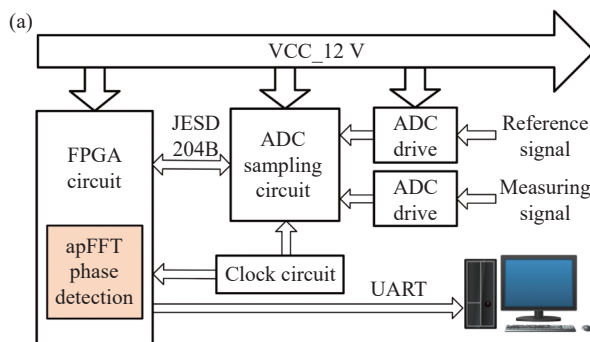 (a)
VCC_12 V
FPGA
circuit
JESD
204B
ADC
sampling
circuit
ADC
drive
Reference
signal
ADC
drive
Measuring
signal
apFFT
phase
detection
Clock circuit
UART